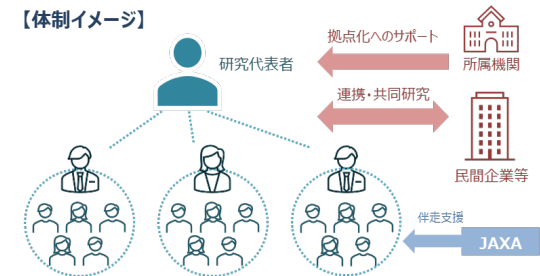 【体制イメージ】
研究代表者
拠点化へのサポート
所属機関
連携・共同研究
民間企業等
伴走支援
JAXA